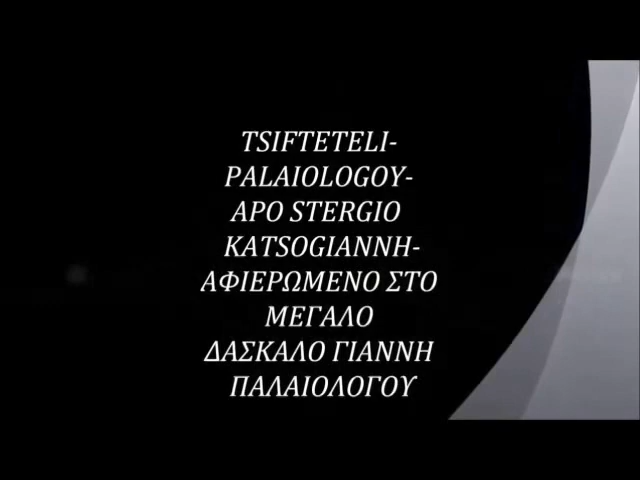 TSIFTETELI-
PALAIOLOGOY-
APO STERGIO
KATSOGIANNH-
ΑΦΙΕΡΩΜΕΝΟ ΣΤΟ
ΜΕΓΑΛΟ
ΔΑΣΚΑΛΟ ΓΙΑΝΝΗ
ΠΑΛΑΙΟΛΟΓΟΥ